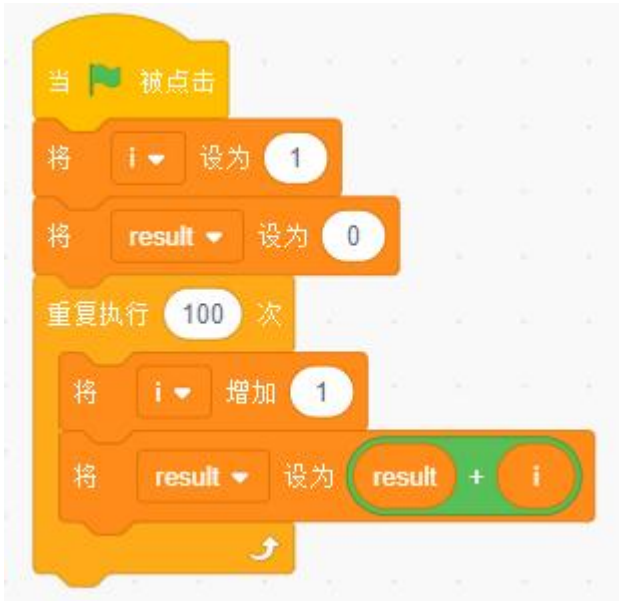 当 被点击
将 i 设为 1
将 result 设为 0
重复执行 100 次
将 i 增加 1
将 result 设为 result + i